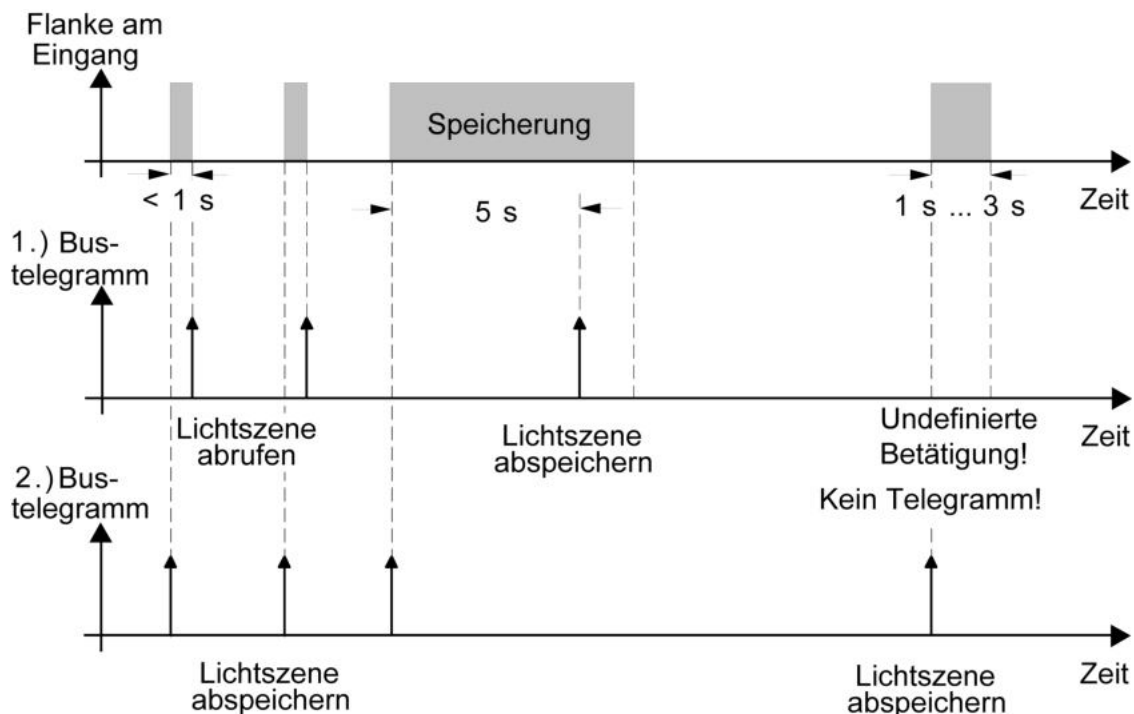 Flanke am
Eingang
Speicherung
< 1 s
5 s
1 s ... 3 s
Zeit
1.) Bus-
telegramm
Lichtszene
abrufen
Lichtszene
abspeichern
Undefinierte
Betätigung!
Kein Telegramm!
Zeit
2.) Bus-
telegramm
Lichtszene
abspeichern
Lichtszene
abspeichern
Zeit